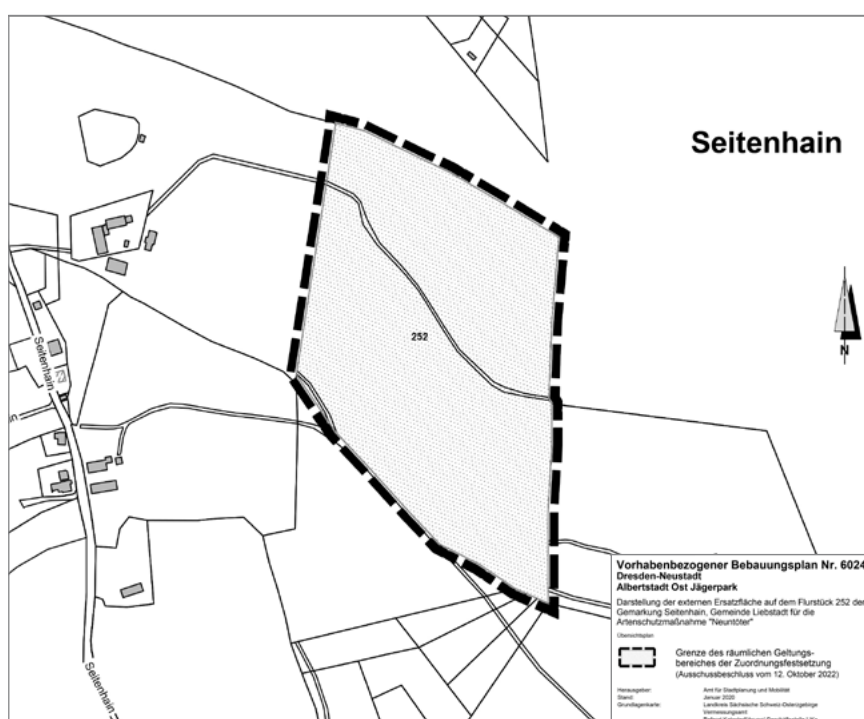 Seitenhain
N
252
Seitenhain
Seitenhain
Vorhabenbezogener Bebauungsplan Nr. 6024
Dresden-Neustadt
Albertstadt Ost Jägerpark
Darstellung der externen Ersatzfläche auf dem Flurstück 252 der
Gemarkung Seitenhain, Gemeinde Liebstadt für die
Artenschutzmaßnahme "Neuntöter"
Übersichtsplan
Grenze des räumlichen Geltungs-
bereiches der Zuordnungsfestsetzung
(Ausschussbeschluss vom 12. Oktober 2022)
Herausgeber: Amt für Stadtplanung und Mobilität
Stand: Januar 2020
Grundlagenkarte: Landkreis Sächsische Schweiz-Osterzgebirge
Vermessungsamt